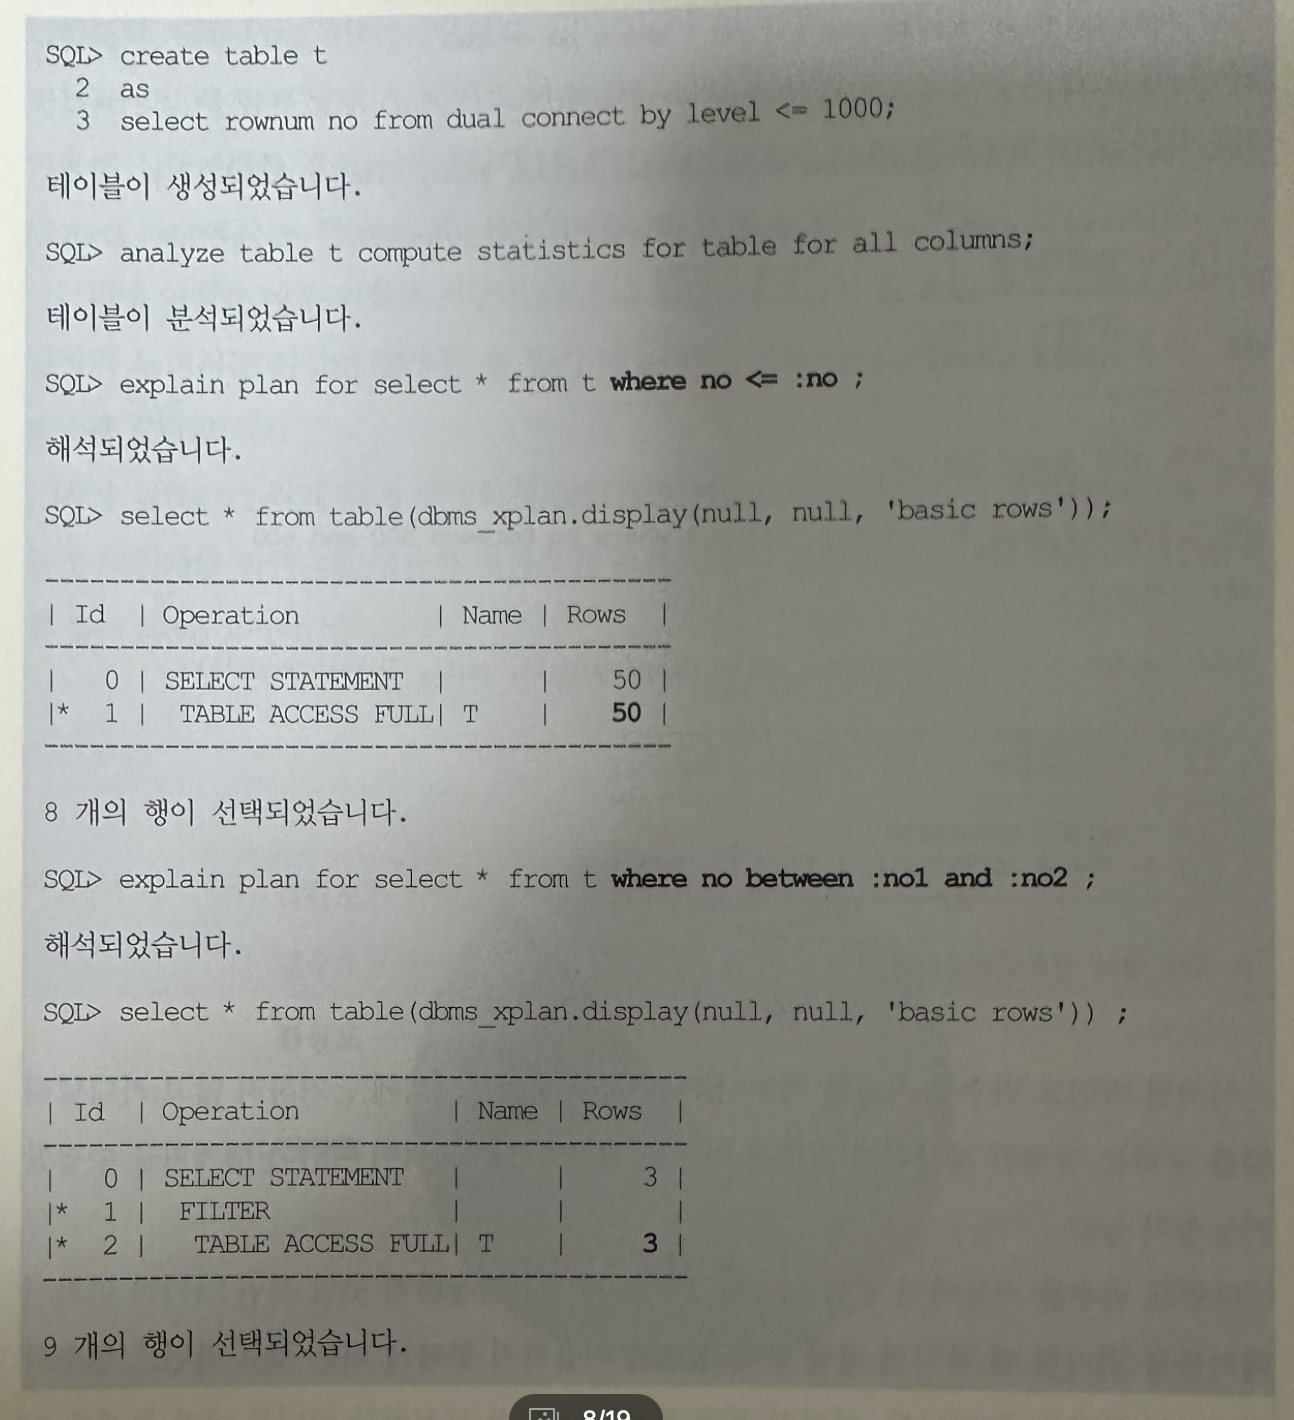 SQL> create table t
  2  as
  3  select rownum no from dual connect by level <= 1000;
테이블이 생성되었습니다.
SQL> analyze table t compute statistics for table for all columns;
테이블이 분석되었습니다.
SQL> explain plan for select * from t where no <= :no ;
해석되었습니다.
SQL> select * from table(dbms_xplan.display(null, null, 'basic rows'));
---------------------------------------------
| Id  | Operation         | Name | Rows  |
---------------------------------------------
|   0 | SELECT STATEMENT  |      |    50 |
|*  1 |  TABLE ACCESS FULL| T    |    50 |
---------------------------------------------
8 개의 행이 선택되었습니다.
SQL> explain plan for select * from t where no between :no1 and :no2 ;
해석되었습니다.
SQL> select * from table(dbms_xplan.display(null, null, 'basic rows')) ;
---------------------------------------------
| Id  | Operation          | Name | Rows  |
---------------------------------------------
|   0 | SELECT STATEMENT   |      |     3 |
|*  1 |  FILTER            |      |       |
|*  2 |   TABLE ACCESS FULL| T    |     3 |
---------------------------------------------
9 개의 행이 선택되었습니다.
8/19